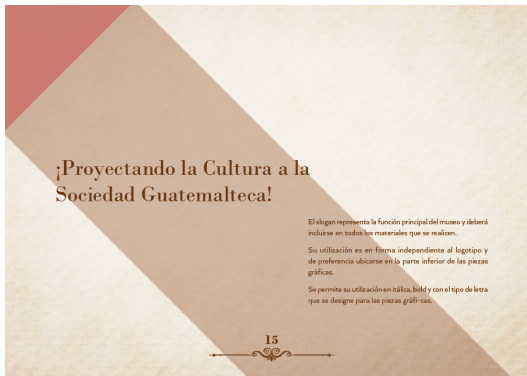 ¡Proyectando la Cultura a la
Sociedad Guatemalteca!
El slogan representa la función principal del museo y deberá
incluirse en todos los materiales que se realicen.
Su utilización es en forma independiente al logotipo y
de preferencia ubicarse en la parte inferior de las piezas
gráficas.
Se permite su utilización en itálica, bold y con el tipo de letra
que se designe para las piezas gráfi-cas.
15